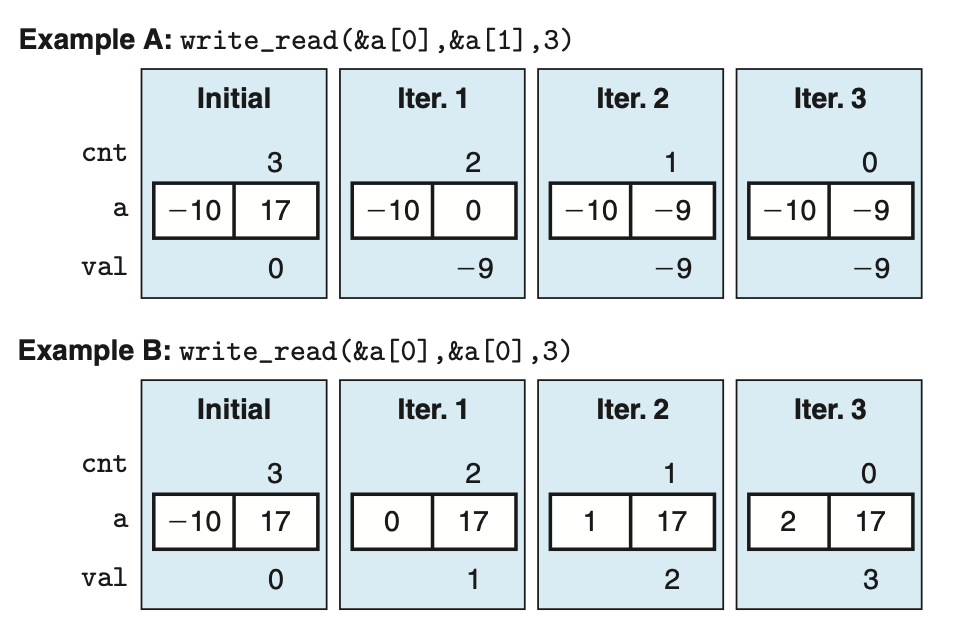 Example A: write_read(&a[0],&a[1],3)
Initial Iter. 1 Iter. 2 Iter. 3
cnt 3 2 1 0
a −10 17 −10 0 −10 −9 −10 −9
val 0 −9 −9 −9
Example B: write_read(&a[0],&a[0],3)
Initial Iter. 1 Iter. 2 Iter. 3
cnt 3 2 1 0
a −10 17 0 17 1 17 2 17
val 0 1 2 3